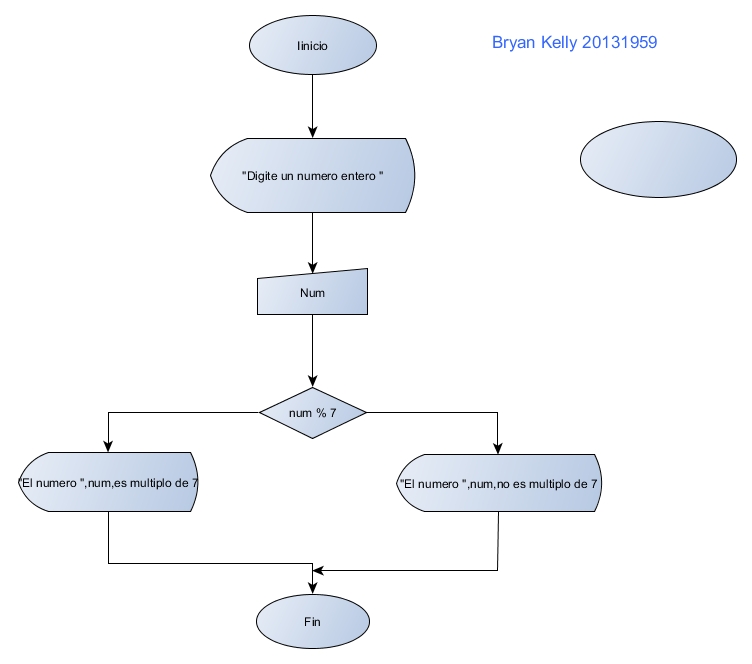 Iinicio
Bryan Kelly 20131959
"Digite un numero entero "
Num
num % 7
"El numero ",num,es multiplo de 7
"El numero ",num,no es multiplo de 7
Fin